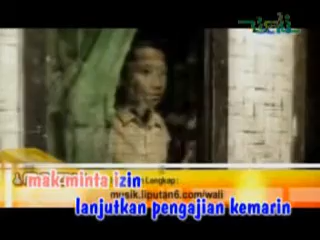 mak minta izin
Lengkap :
musik.liputan6.com/wali
lanjutkan pengajian kemarin